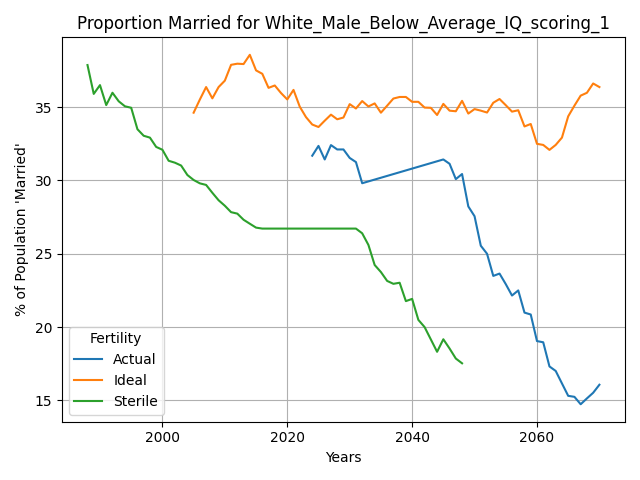 Proportion Married for White_Male_Below_Average_IQ_scoring_1
% of Population 'Married'
35
30
25
20
15
Fertility
Actual
Ideal
Sterile
2000
2020
2040
2060
Years